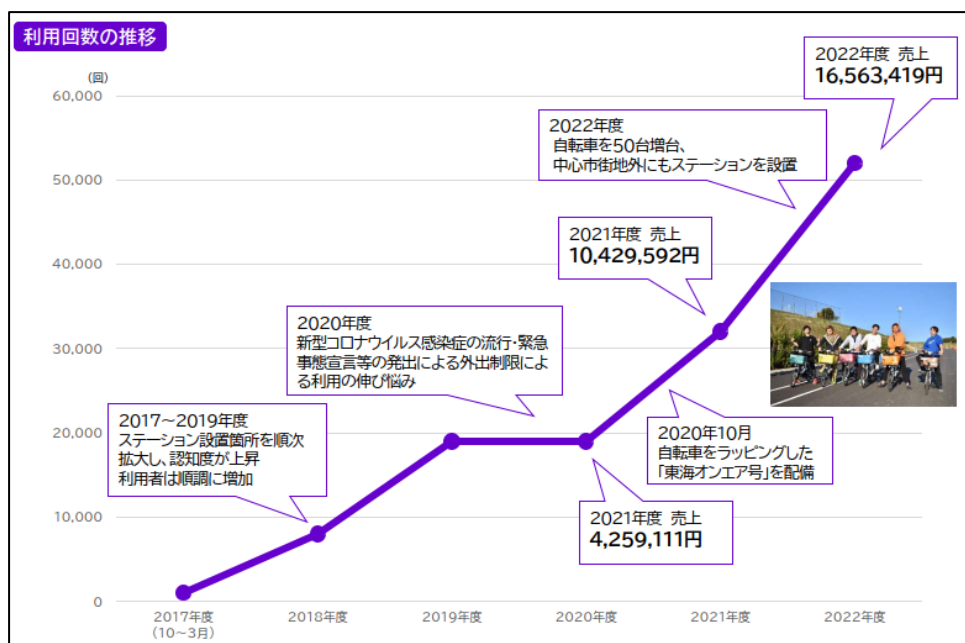 利用回数の推移
(回)
60,000
50,000
40,000
30,000
20,000
10,000
0
2022年度 売上
16,563,419円
2022年度
自転車を50台増台、
中心市街地外にもステーションを設置
2021年度 売上
10,429,592円
2020年度
新型コロナウイルス感染症の流行・緊急
事態宣言等の発出による外出制限によ
る利用の伸び悩み
2017～2019年度
ステーション設置箇所を順次
拡大し、認知度が上昇
利用者は順調に増加
2020年10月
自転車をラッピングした
「東海オンエア号」を配備
2021年度 売上
4,259,111円
2017年度
(10～3月)
2018年度
2019年度
2020年度
2021年度
2022年度